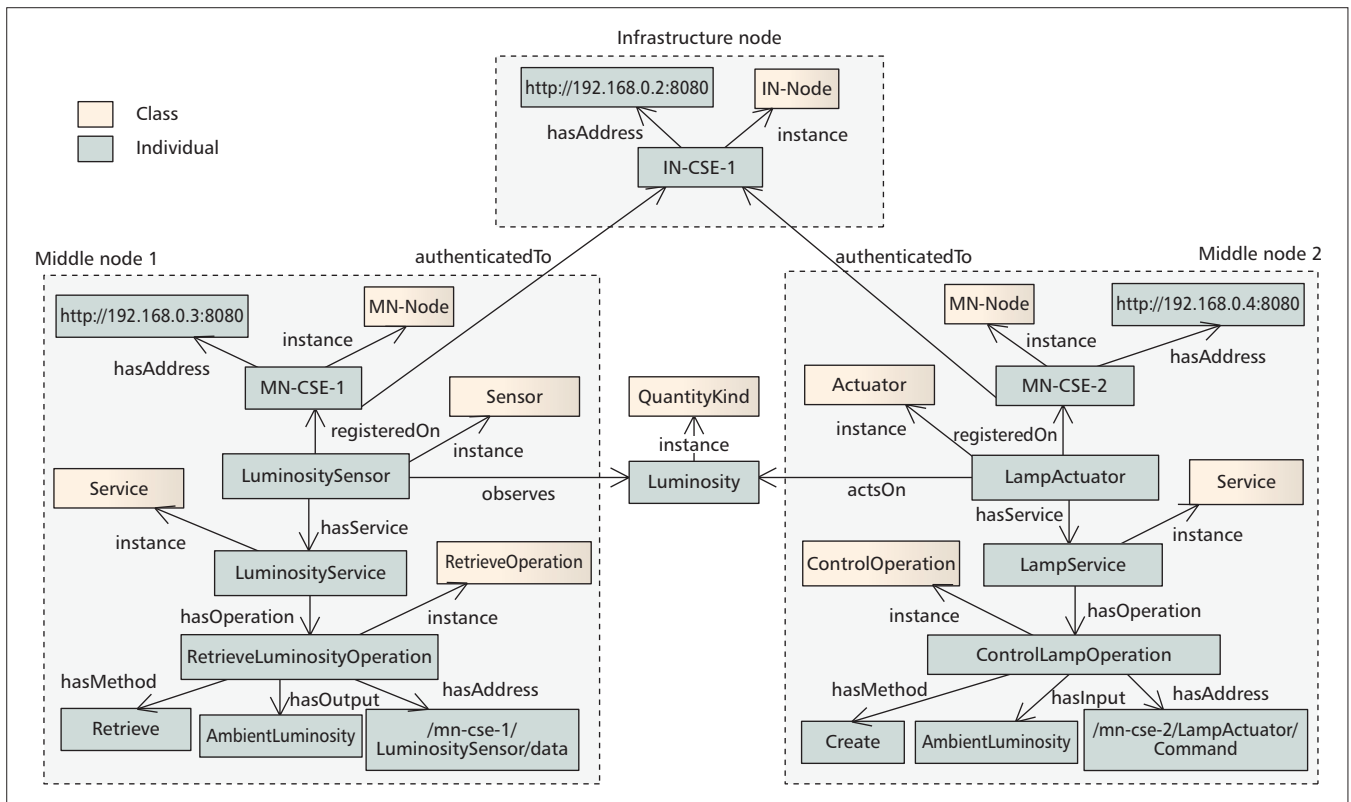 Infrastructure node
http://192.168.0.2:8080
IN-Node
Class
hasAddress
instance
Individual
IN-CSE-1
authenticatedTo
authenticatedTo
Middle node 1
Middle node 2
http://192.168.0.3:8080
MN-Node
MN-Node
http://192.168.0.4:8080
instance
hasAddress
instance
hasAddress
MN-CSE-1
Sensor
QuantityKind
Actuator
MN-CSE-2
registeredOn
instance
instance
instance
registeredOn
LuminositySensor
observes
Luminosity
actsOn
LampActuator
Service
Service
hasService
hasService
instance
instance
LuminosityService
RetrieveOperation
ControlOperation
LampService
hasOperation
instance
instance
hasOperation
RetrieveLuminosityOperation
ControlLampOperation
hasMethod
hasOutput
hasAddress
hasMethod
hasInput
hasAddress
Retrieve
AmbientLuminosity
/mn-cse-1/
LuminositySensor/data
Create
AmbientLuminosity
/mn-cse-2/LampActuator/
Command